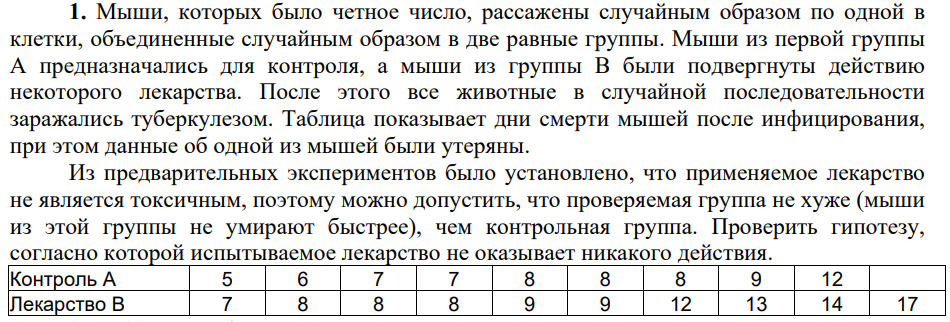 1. Мыши, которых было четное число, рассажены случайным образом по одной в
клетки, объединенные случайным образом в две равные группы. Мыши из первой группы
А предназначались для контроля, а мыши из группы В были подвергнуты действию
некоторого лекарства. После этого все животные в случайной последовательности
заражались туберкулезом. Таблица показывает дни смерти мышей после инфицирования,
при этом данные об одной из мышей были утеряны.
Из предварительных экспериментов было установлено, что применяемое лекарство
не является токсичным, поэтому можно допустить, что проверяемая группа не хуже (мыши
из этой группы не умирают быстрее), чем контрольная группа. Проверить гипотезу,
согласно которой испытываемое лекарство не оказывает никакого действия.
Контроль А 5 6 7 7 8 8 8 9 12
Лекарство В 7 8 8 8 9 9 12 13 14 17